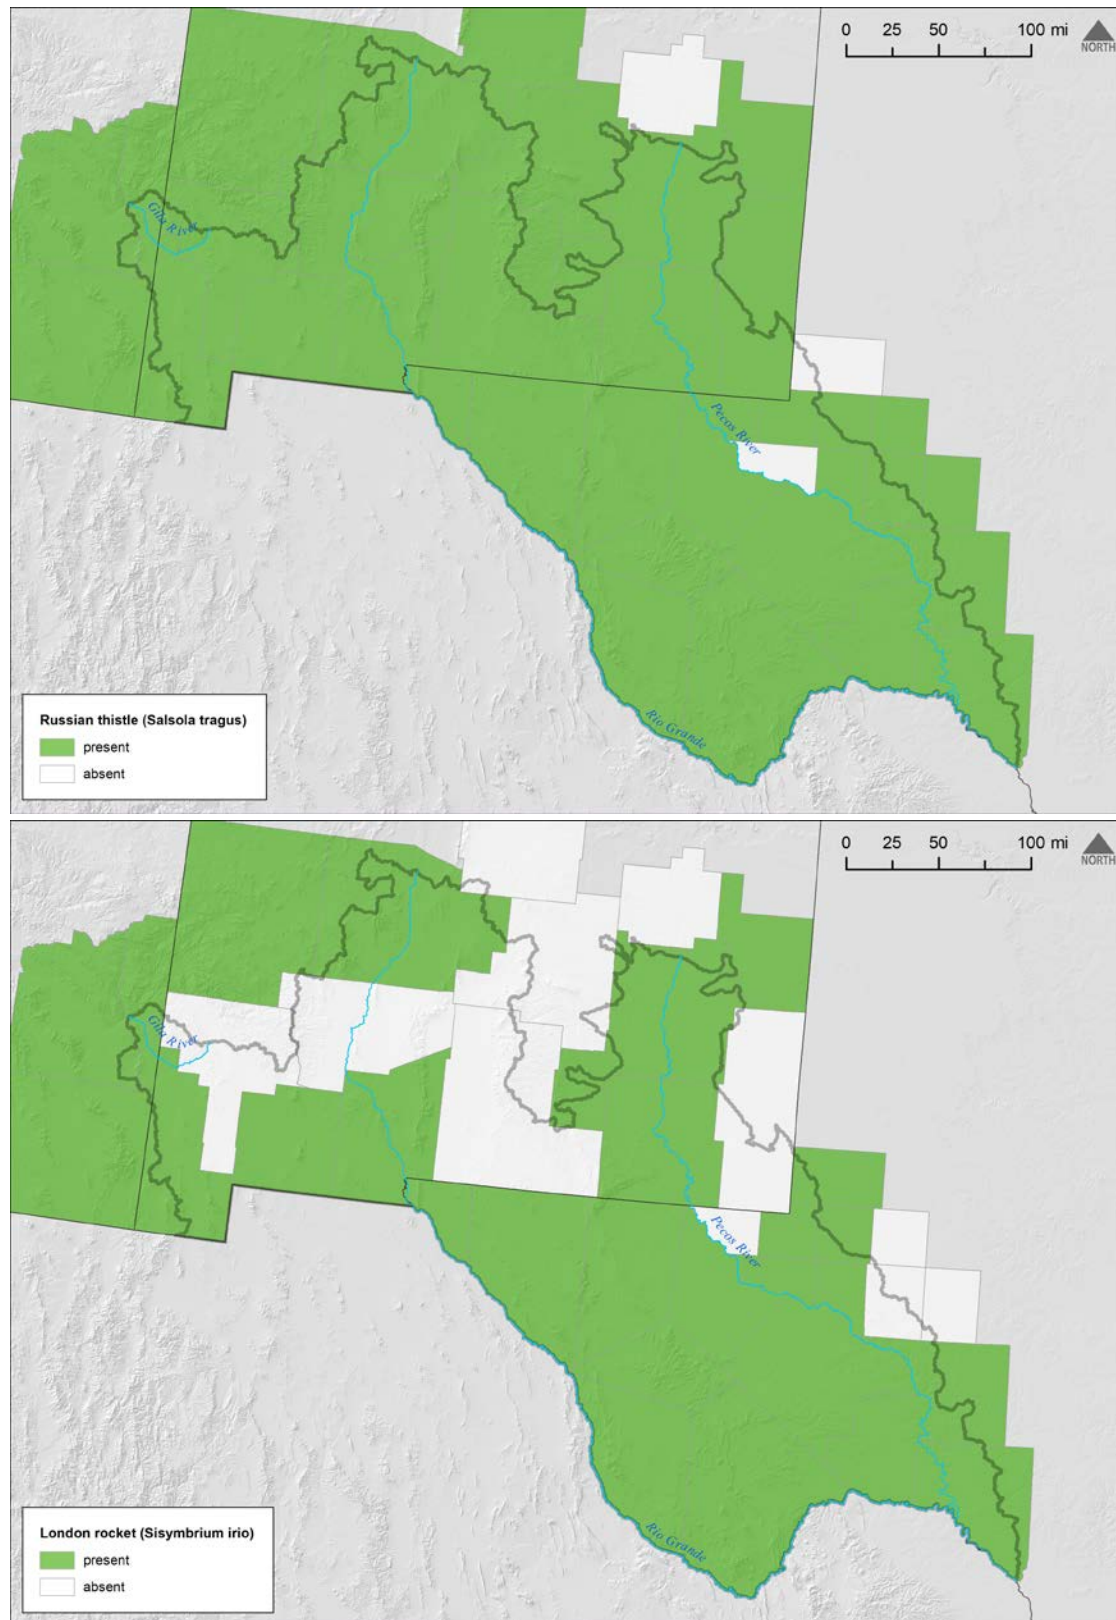 0 25 50 100 mi
NORTH
Gila River
Pecos River
Rio Grande
Russian thistle (Salsola tragus)
present
absent
0 25 50 100 mi
NORTH
Gila River
Pecos River
Rio Grande
London rocket (Sisymbrium irio)
present
absent